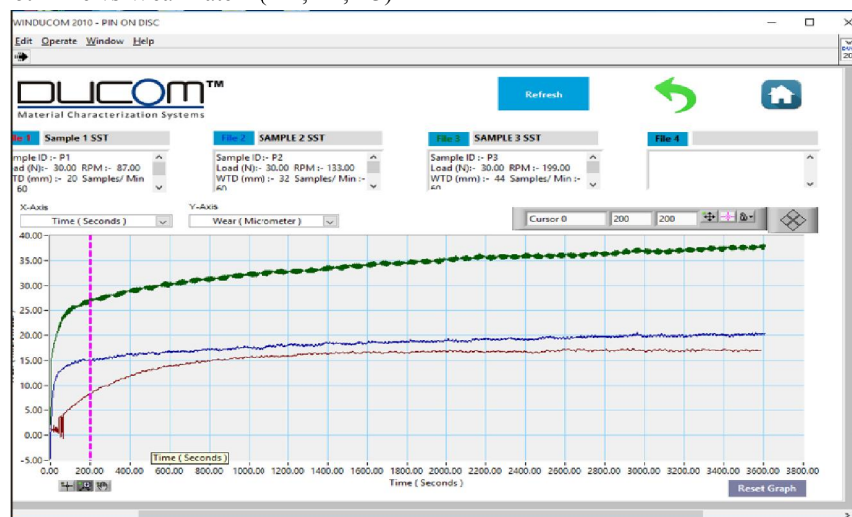 WINDUCOM 2010 - PIN ON DISC
Edit Operate Window Help
DUCOM™
Material Characterization Systems
Refresh
File 1 Sample 1 SST
File 2 SAMPLE 2 SST
File 3 SAMPLE 3 SST
File 4
mple ID :- P1
ad (N):- 30.00 RPM :- 87.00
TD (mm) :- 20 Samples/ Min
60
Sample ID:- P2
Load (N):- 30.00 RPM :- 133.00
WTD (mm) :- 32 Samples/ Min :-
60
Sample ID :- P3
Load (N):- 30.00 RPM :- 199.00
WTD (mm) :- 44 Samples/ Min :-
60
X-Axis
Time ( Seconds )
Y-Axis
Wear ( Micrometer )
Cursor 0 200 200
40.00
35.00
30.00
25.00
20.00
15.00
10.00
5.00
0.00
-5.00
0.00 200.00 400.00 600.00 800.00 1000.00 1200.00 1400.00 1600.00 1800.00 2000.00 2200.00 2400.00 2600.00 2800.00 3000.00 3200.00 3400.00 3600.00 3800.00
Time ( Seconds )
Time ( Seconds )
Reset Graph